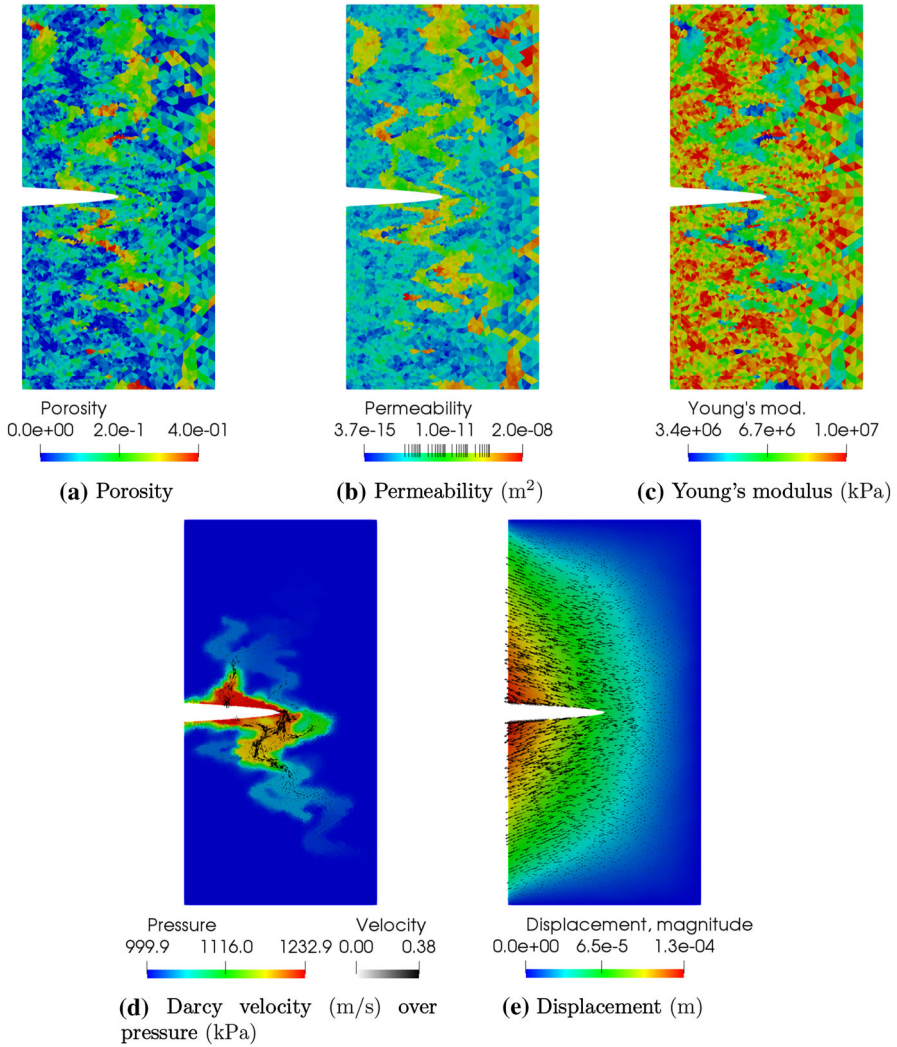 Porosity
0.0e+00 2.0e-1 4.0e-01
(a) Porosity
Permeability
3.7e-15 1.0e-11 2.0e-08
(b) Permeability (m²)
Young's mod.
3.4e+06 6.7e+6 1.0e+07
(c) Young's modulus (kPa)
Pressure
999.9 1116.0 1232.9
Velocity
0.00 0.38
(d) Darcy velocity (m/s) over
pressure (kPa)
Displacement, magnitude
0.0e+00 6.5e-5 1.3e-04
(e) Displacement (m)